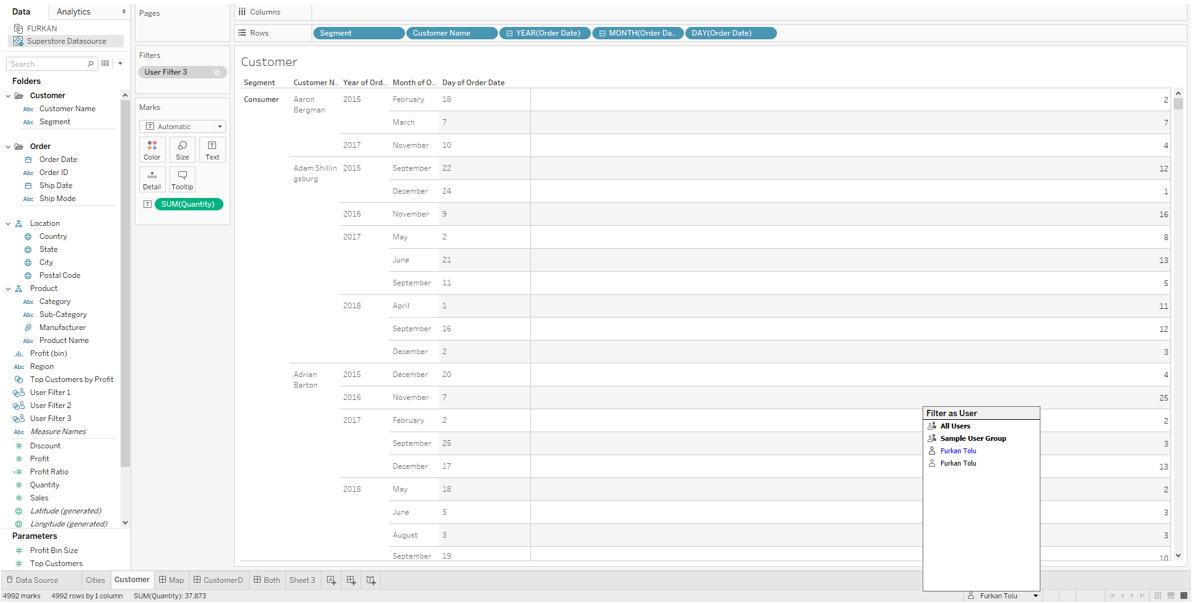 Data
Analytics
FURKAN
Superstore Datasource
Search
Folders
Customer
Abc Customer Name
Abc Segment
Order
Order Date
Abc Order ID
Ship Date
Abc Ship Mode
Location
Country
State
City
Postal Code
Product
Abc Category
Abc Sub-Category
Manufacturer
Abc Product Name
Profit (bin)
Abc Region
Top Customers by Profit
User Filter 1
User Filter 2
User Filter 3
Abc Measure Names
# Discount
# Profit
=# Profit Ratio
# Quantity
# Sales
Latitude (generated)
Longitude (generated)
Parameters
# Profit Bin Size
# Top Customers
Pages
Filters
User Filter 3
Marks
T Automatic
Color Size Text
Detail Tooltip
T SUM(Quantity)
Columns
Rows Segment Customer Name YEAR(Order Date) MONTH(Order Da.. DAY(Order Date)
Customer
Segment Customer N.. Year of Ord.. Month of O.. Day of Order Date
Consumer Aaron Bergman 2015 February 18 2
March 7 7
2017 November 10 4
Adam Shillingsburg 2015 September 22 12
December 24 1
2016 November 9 16
2017 May 2 8
June 21 13
September 11 5
2018 April 1 11
September 16 12
December 2 3
Adrian Barton 2015 December 20 4
2016 November 7 25
2017 February 2 2
September 25 3
December 17 13
2018 May 18 2
June 5 3
August 3 3
September 19 10
Filter as User
All Users
Sample User Group
Furkan Tolu
Furkan Tolu
Data Source Cities Customer Map CustomerD Both Sheet 3
4992 marks 4992 rows by 1 column SUM(Quantity): 37,873 Furkan Tolu